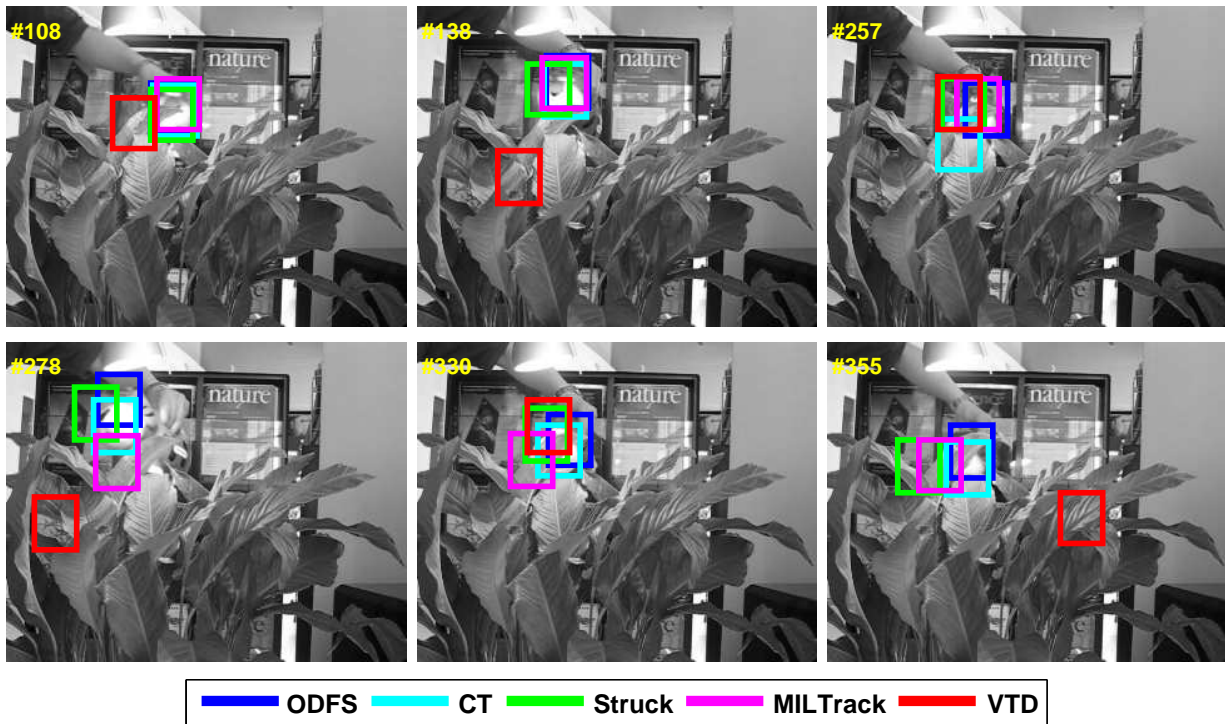 #108
nature
#138
nature
#257
nature
#278
nature
#330
nature
#355
nature
ODFS CT Struck MILTrack VTD